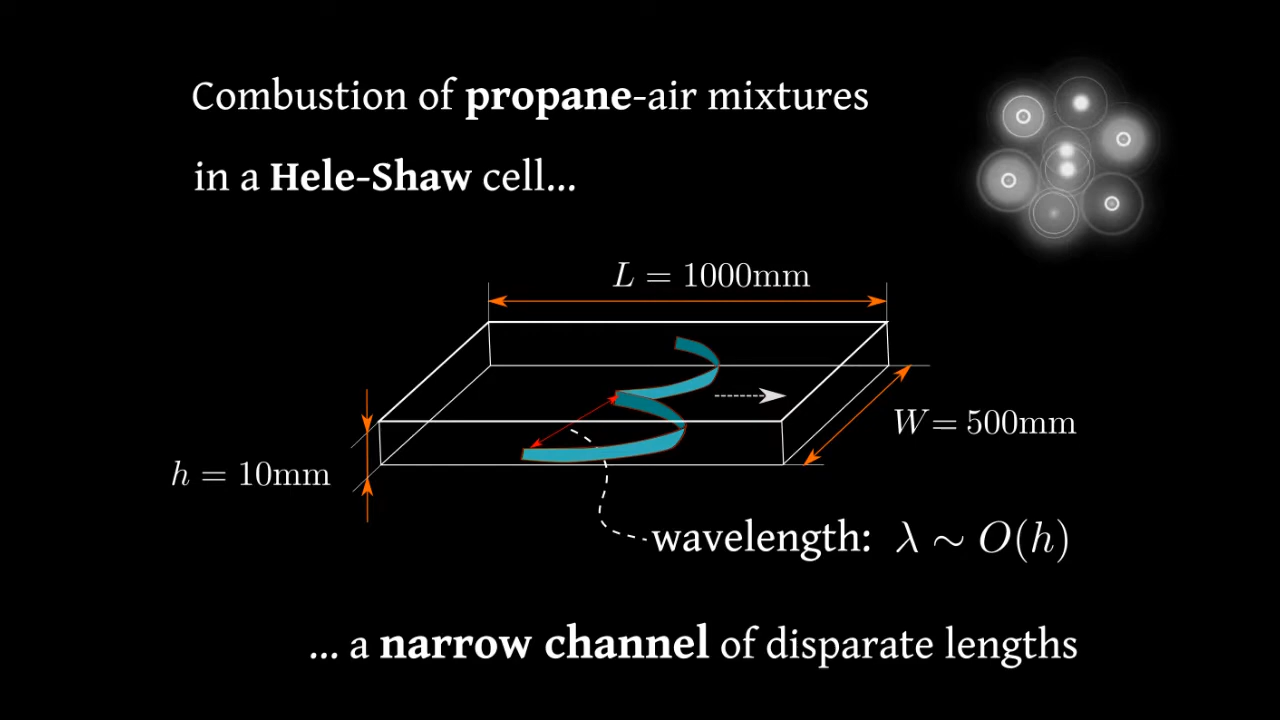 Combustion of propane-air mixtures
in a Hele-Shaw cell...
L = 1000mm
W = 500mm
h = 10mm
wavelength: λ ∼ O(h)
... a narrow channel of disparate lengths